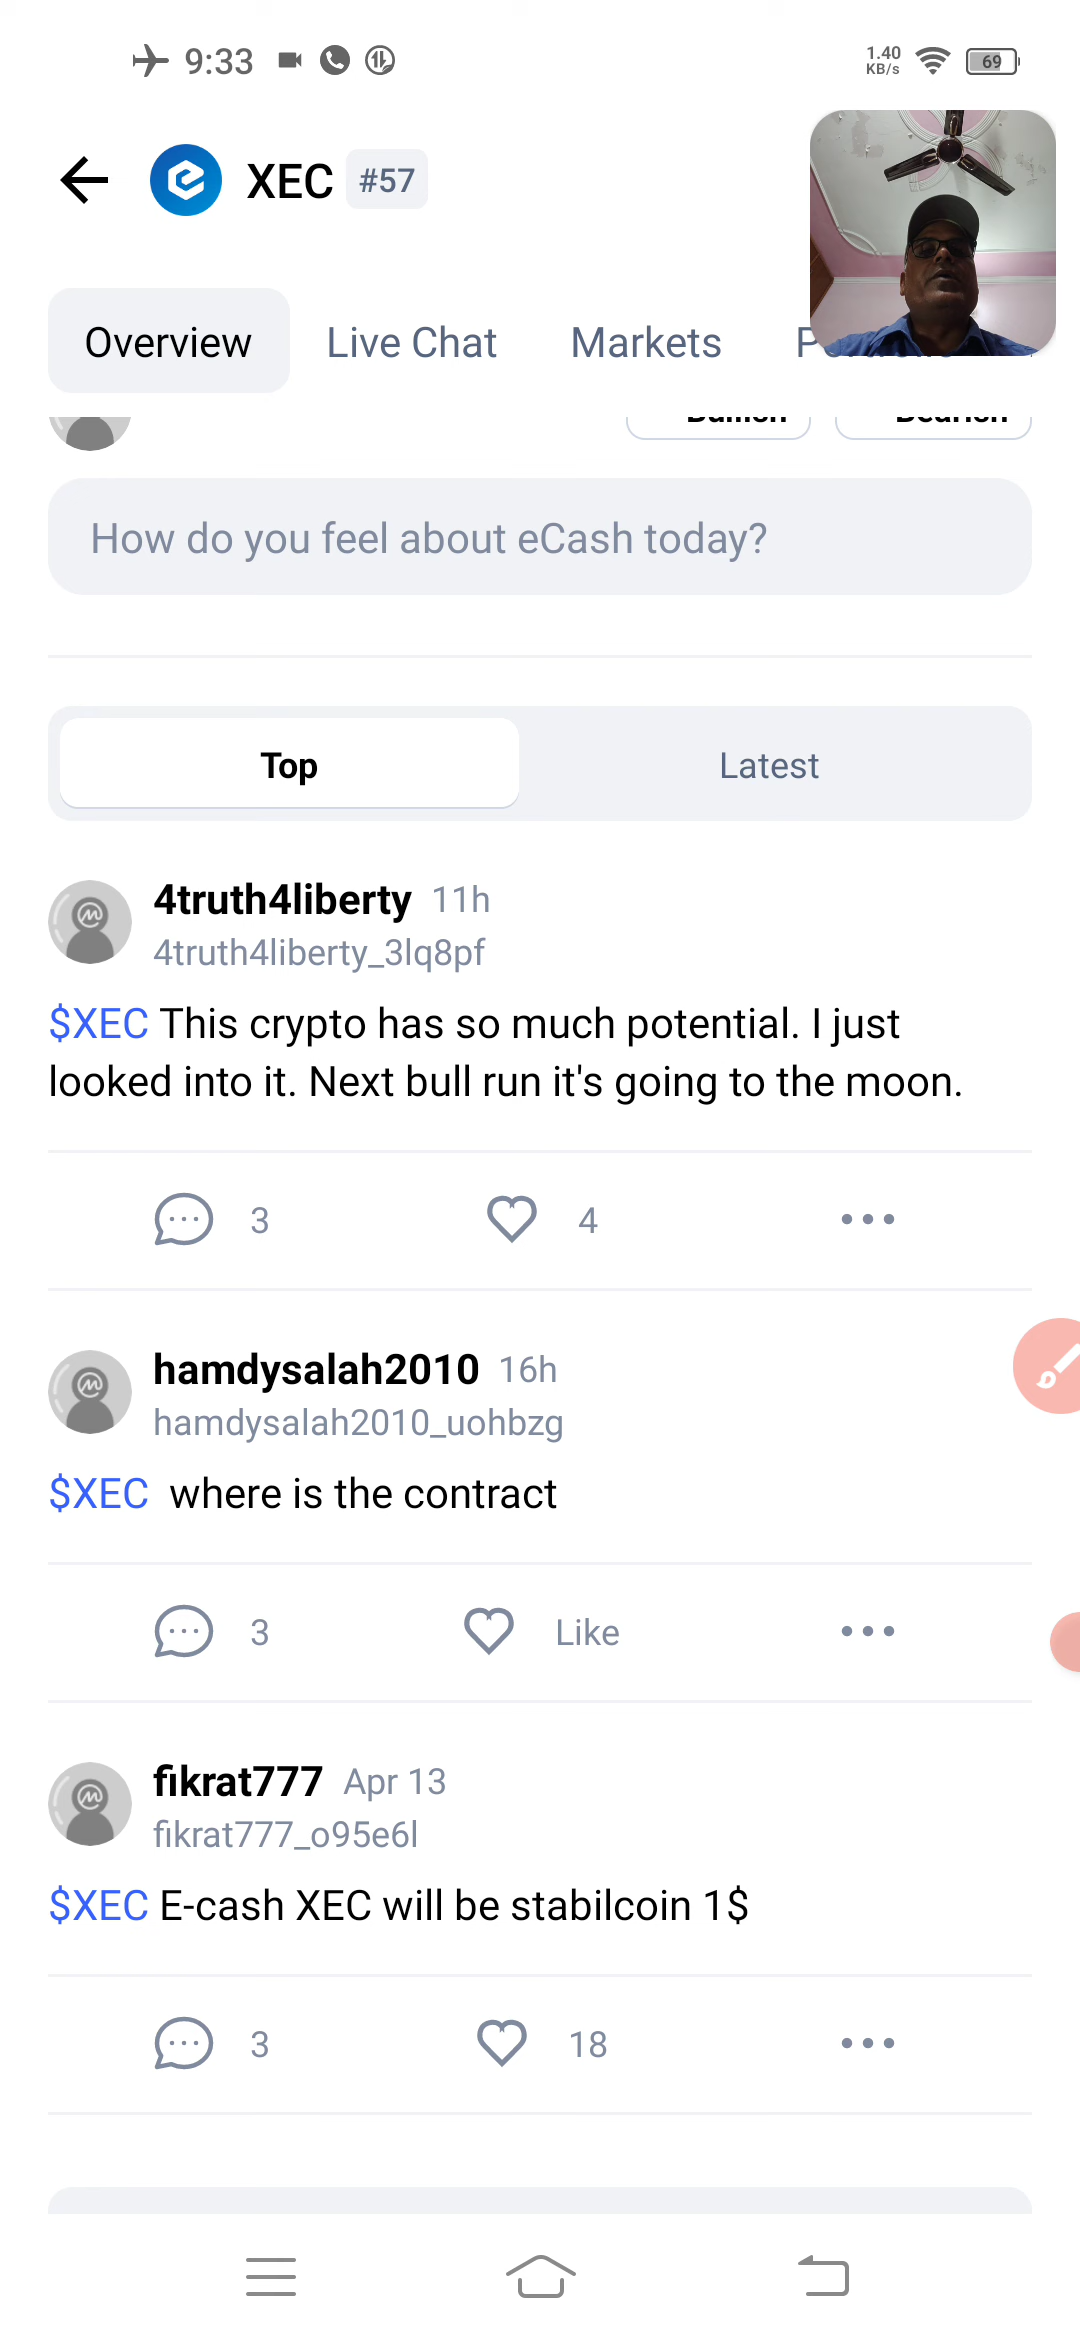 9:33
1.40
KB/s
69
XEC #57
Overview Live Chat Markets
Bullish Bearish
How do you feel about eCash today?
Top Latest
4truth4liberty 11h
4truth4liberty_3lq8pf
$XEC This crypto has so much potential. I just
looked into it. Next bull run it's going to the moon.
3 4
hamdysalah2010 16h
hamdysalah2010_uohbzg
$XEC where is the contract
3 Like
fikrat777 Apr 13
fikrat777_o95e6l
$XEC E-cash XEC will be stabilcoin 1$
3 18